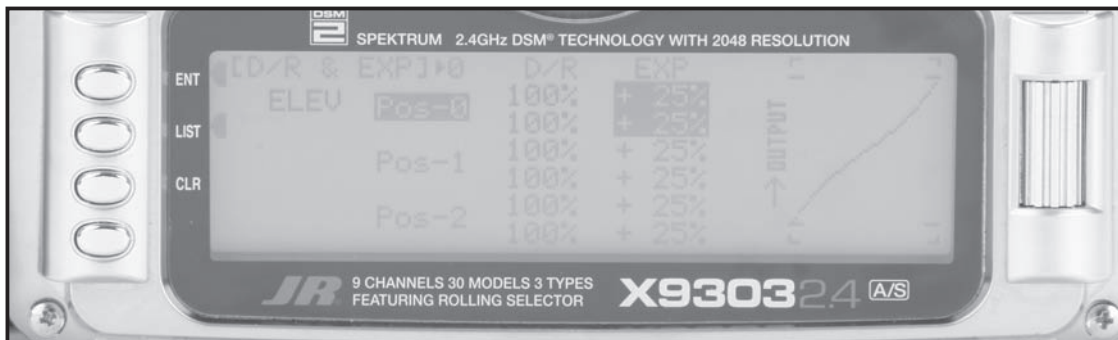 DSM 2
SPEKTRUM 2.4GHz DSM® TECHNOLOGY WITH 2048 RESOLUTION
ENT
LIST
CLR
[D/R & EXP]▸0 D/R EXP
ELEV Pos-0 100% + 25%
100% + 25%
Pos-1 100% + 25%
100% + 25%
Pos-2 100% + 25%
100% + 25%
→ OUTPUT
JR 9 CHANNELS 30 MODELS 3 TYPES
FEATURING ROLLING SELECTOR
X9303 2.4 A/S